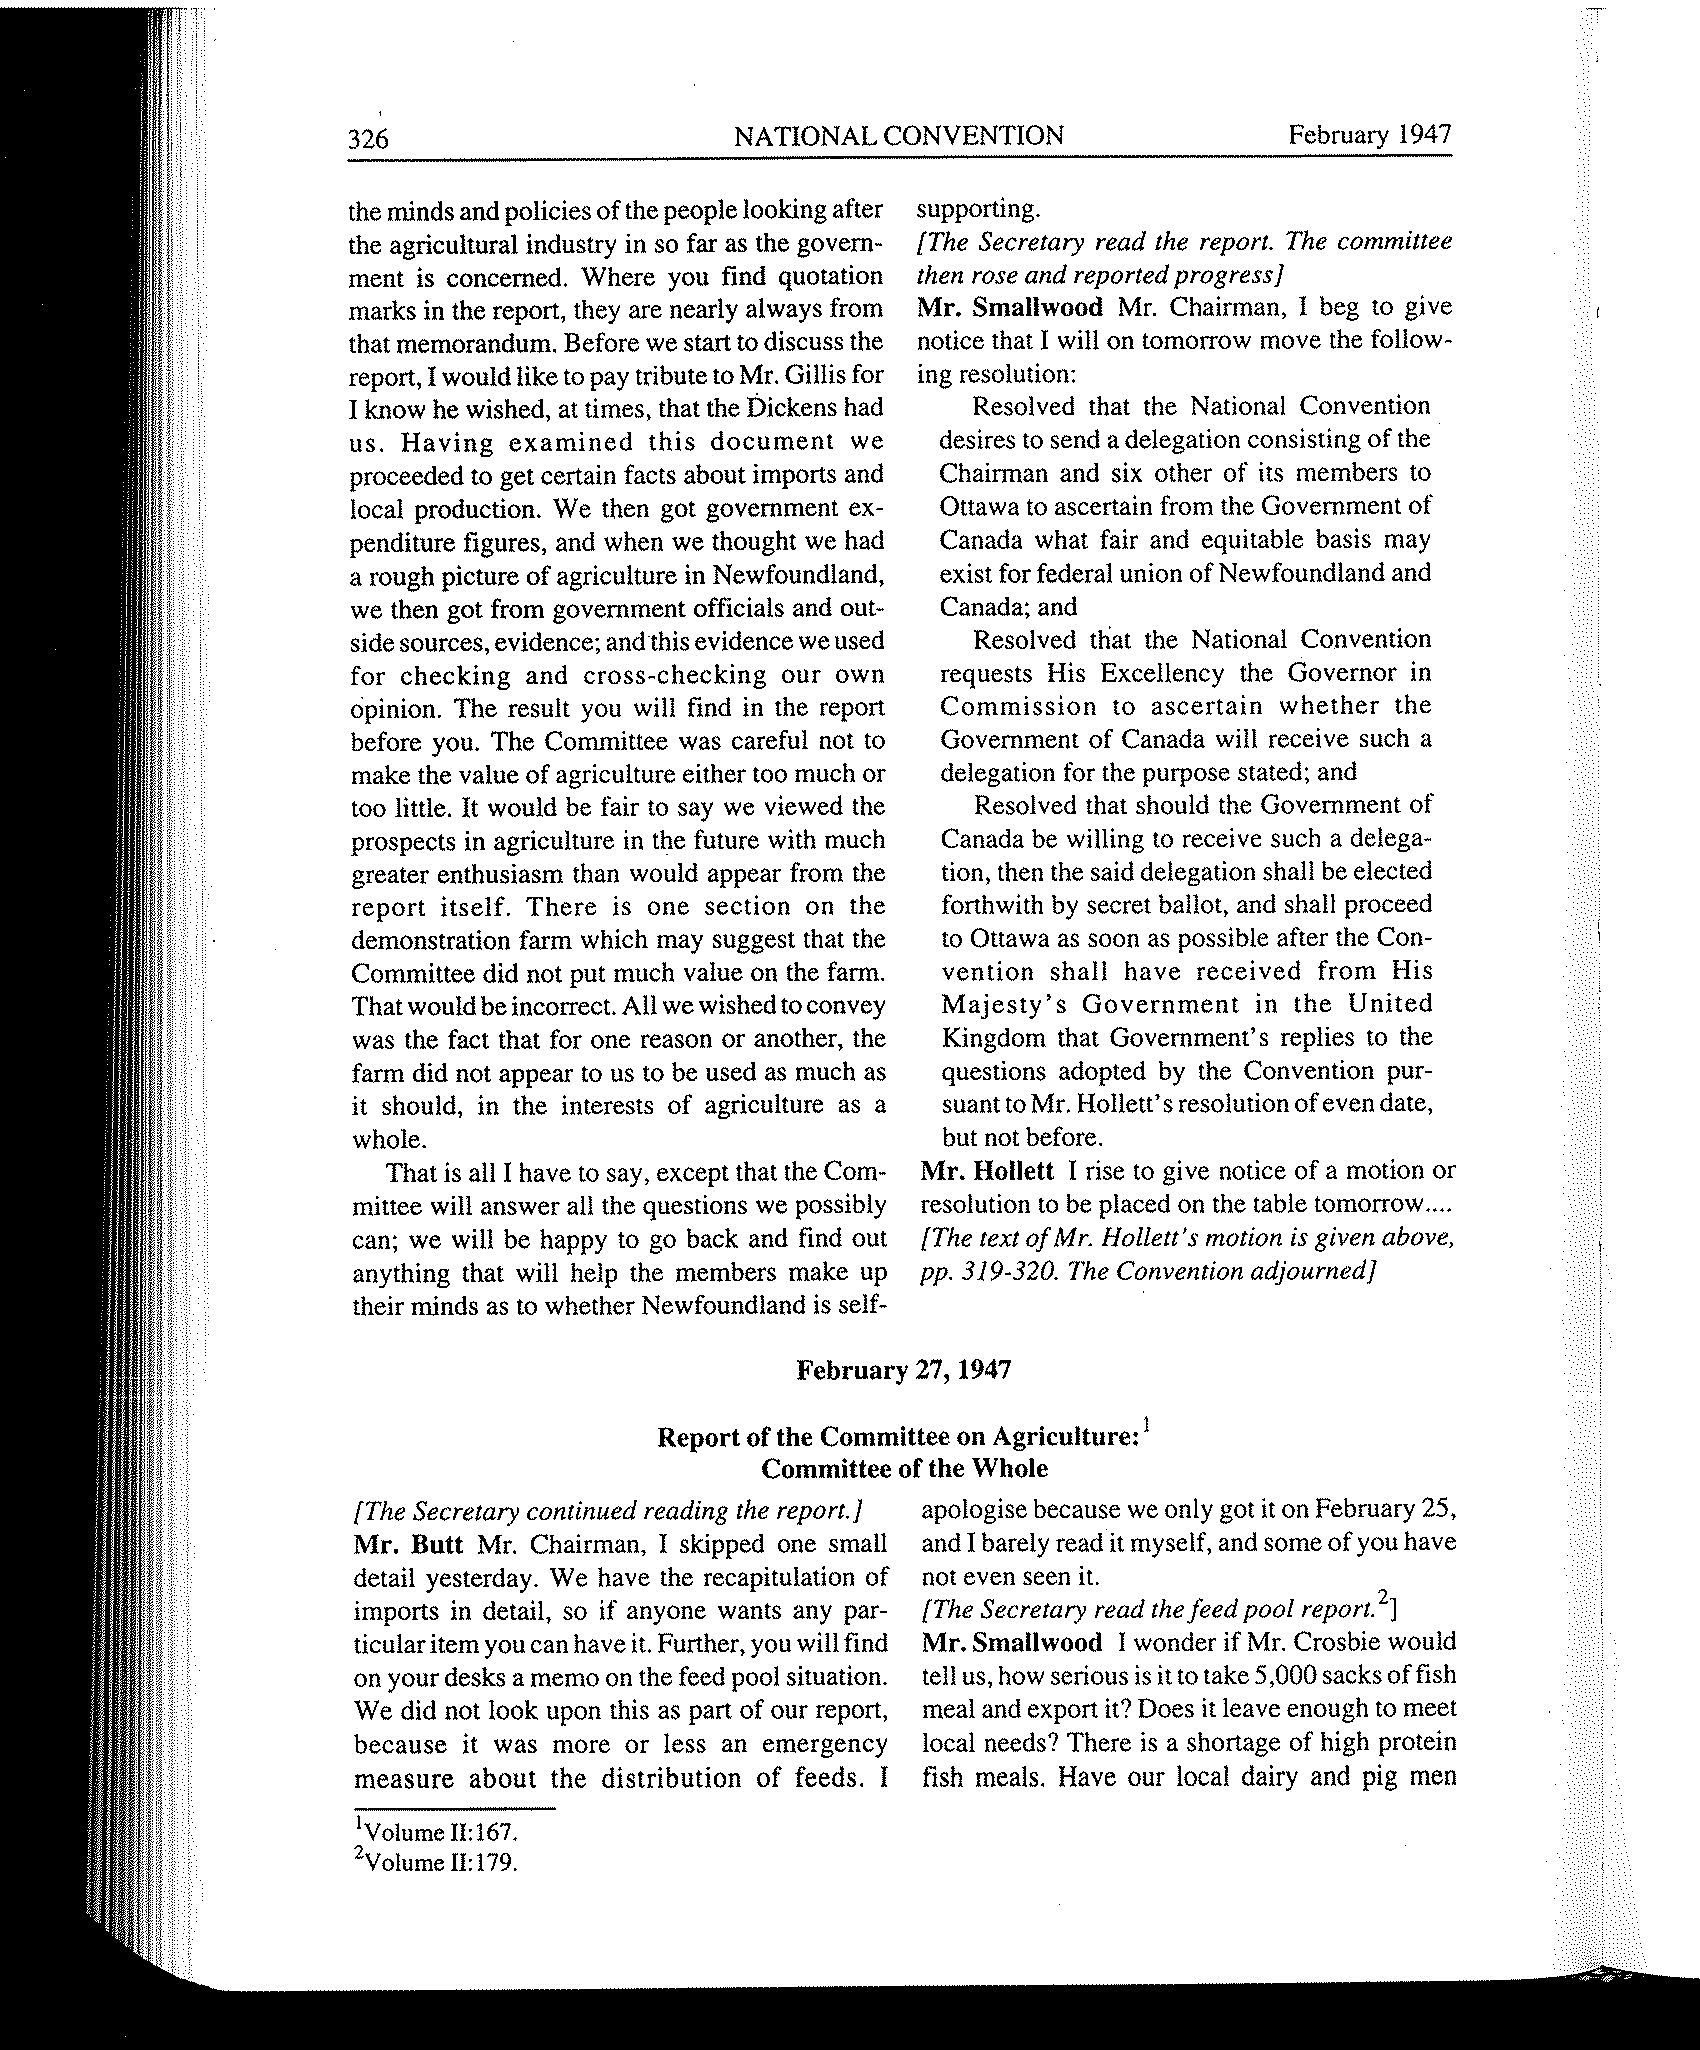 326
NATIONAL CONVENTION
February 1947
the minds and policies of the people looking after
the agricultural industry in so far as the govern-
ment is concerned. Where you find quotation
marks in the report, they are nearly always from
that memorandum. Before we start to discuss the
report, I would like to pay tribute to Mr. Gillis for
I know he wished, at times, that the Dickens had
us. Having examined this document we
proceeded to get certain facts about imports and
local production. We then got government ex-
penditure figures, and when we thought we had
a rough picture of agriculture in Newfoundland,
we then got from government officials and out-
side sources, evidence; and this evidence we used
for checking and cross-checking our own
opinion. The result you will find in the report
before you. The Committee was careful not to
make the value of agriculture either too much or
too little. It would be fair to say we viewed the
prospects in agriculture in the future with much
greater enthusiasm than would appear from the
report itself. There is one section on the
demonstration farm which may suggest that the
Committee did not put much value on the farm.
That would be incorrect. All we wished to convey
was the fact that for one reason or another, the
farm did not appear to us to be used as much as
it should, in the interests of agriculture as a
whole.
That is all I have to say, except that the Com-
mittee will answer all the questions we possibly
can; we will be happy to go back and find out
anything that will help the members make up
their minds as to whether Newfoundland is self-
supporting.
[The Secretary read the report. The committee
then rose and reported progress]
Mr. Smallwood Mr. Chairman, I beg to give
notice that I will on tomorrow move the follow-
ing resolution:
Resolved that the National Convention
desires to send a delegation consisting of the
Chairman and six other of its members to
Ottawa to ascertain from the Government of
Canada what fair and equitable basis may
exist for federal union of Newfoundland and
Canada; and
Resolved that the National Convention
requests His Excellency the Governor in
Commission to ascertain whether the
Government of Canada will receive such a
delegation for the purpose stated; and
Resolved that should the Government of
Canada be willing to receive such a delega-
tion, then the said delegation shall be elected
forthwith by secret ballot, and shall proceed
to Ottawa as soon as possible after the Con-
vention shall have received from His
Majesty's Government in the United
Kingdom that Government's replies to the
questions adopted by the Convention pur-
suant to Mr. Hollett's resolution of even date,
but not before.
Mr. Hollett I rise to give notice of a motion or
resolution to be placed on the table tomorrow....
[The text of Mr. Hollett's motion is given above,
pp. 319-320. The Convention adjourned]
February 27, 1947
Report of the Committee on Agriculture:1
Committee of the Whole
[The Secretary continued reading the report.]
Mr. Butt Mr. Chairman, I skipped one small
detail yesterday. We have the recapitulation of
imports in detail, so if anyone wants any par-
ticular item you can have it. Further, you will find
on your desks a memo on the feed pool situation.
We did not look upon this as part of our report,
because it was more or less an emergency
measure about the distribution of feeds. I
apologise because we only got it on February 25,
and I barely read it myself, and some of you have
not even seen it.
[The Secretary read the feed pool report.2]
Mr. Smallwood I wonder if Mr. Crosbie would
tell us, how serious is it to take 5,000 sacks of fish
meal and export it? Does it leave enough to meet
local needs? There is a shortage of high protein
fish meals. Have our local dairy and pig men
1Volume II:167.
2Volume II:179.